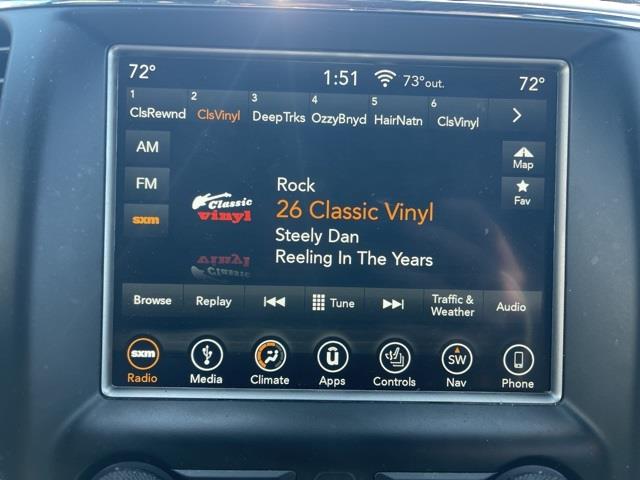 72° 1:51 73°out. 72°
1 2 3 4 5 6
ClsRewnd ClsVinyl DeepTrks OzzyBnyd HairNatn ClsVinyl
AM
Map
FM
Fav
sxm
Classic
vinyl
Rock
26 Classic Vinyl
Steely Dan
Reeling In The Years
Browse Replay Tune Traffic & Weather Audio
sxm SW
Radio Media Climate Apps Controls Nav Phone